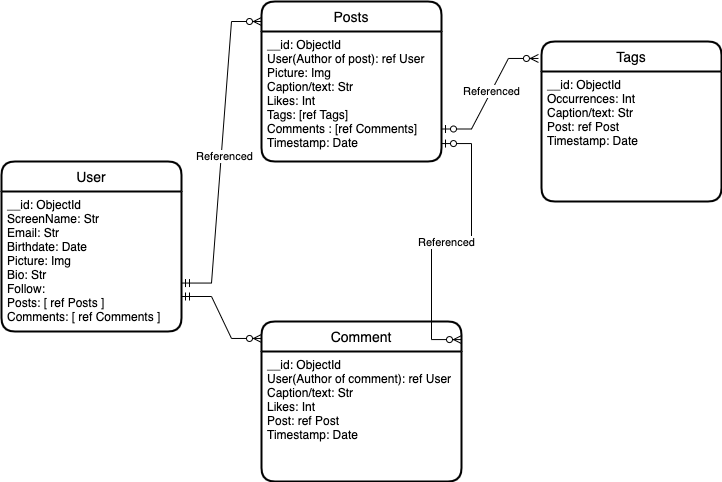 Posts
__id: ObjectId
User(Author of post): ref User
Picture: Img
Caption/text: Str
Likes: Int
Tags: [ref Tags]
Comments : [ref Comments]
Timestamp: Date
Tags
__id: ObjectId
Occurrences: Int
Caption/text: Str
Post: ref Post
Timestamp: Date
Referenced
Referenced
User
__id: ObjectId
ScreenName: Str
Email: Str
Birthdate: Date
Picture: Img
Bio: Str
Follow:
Posts: [ ref Posts ]
Comments: [ ref Comments ]
Referenced
Comment
__id: ObjectId
User(Author of comment): ref User
Caption/text: Str
Likes: Int
Post: ref Post
Timestamp: Date